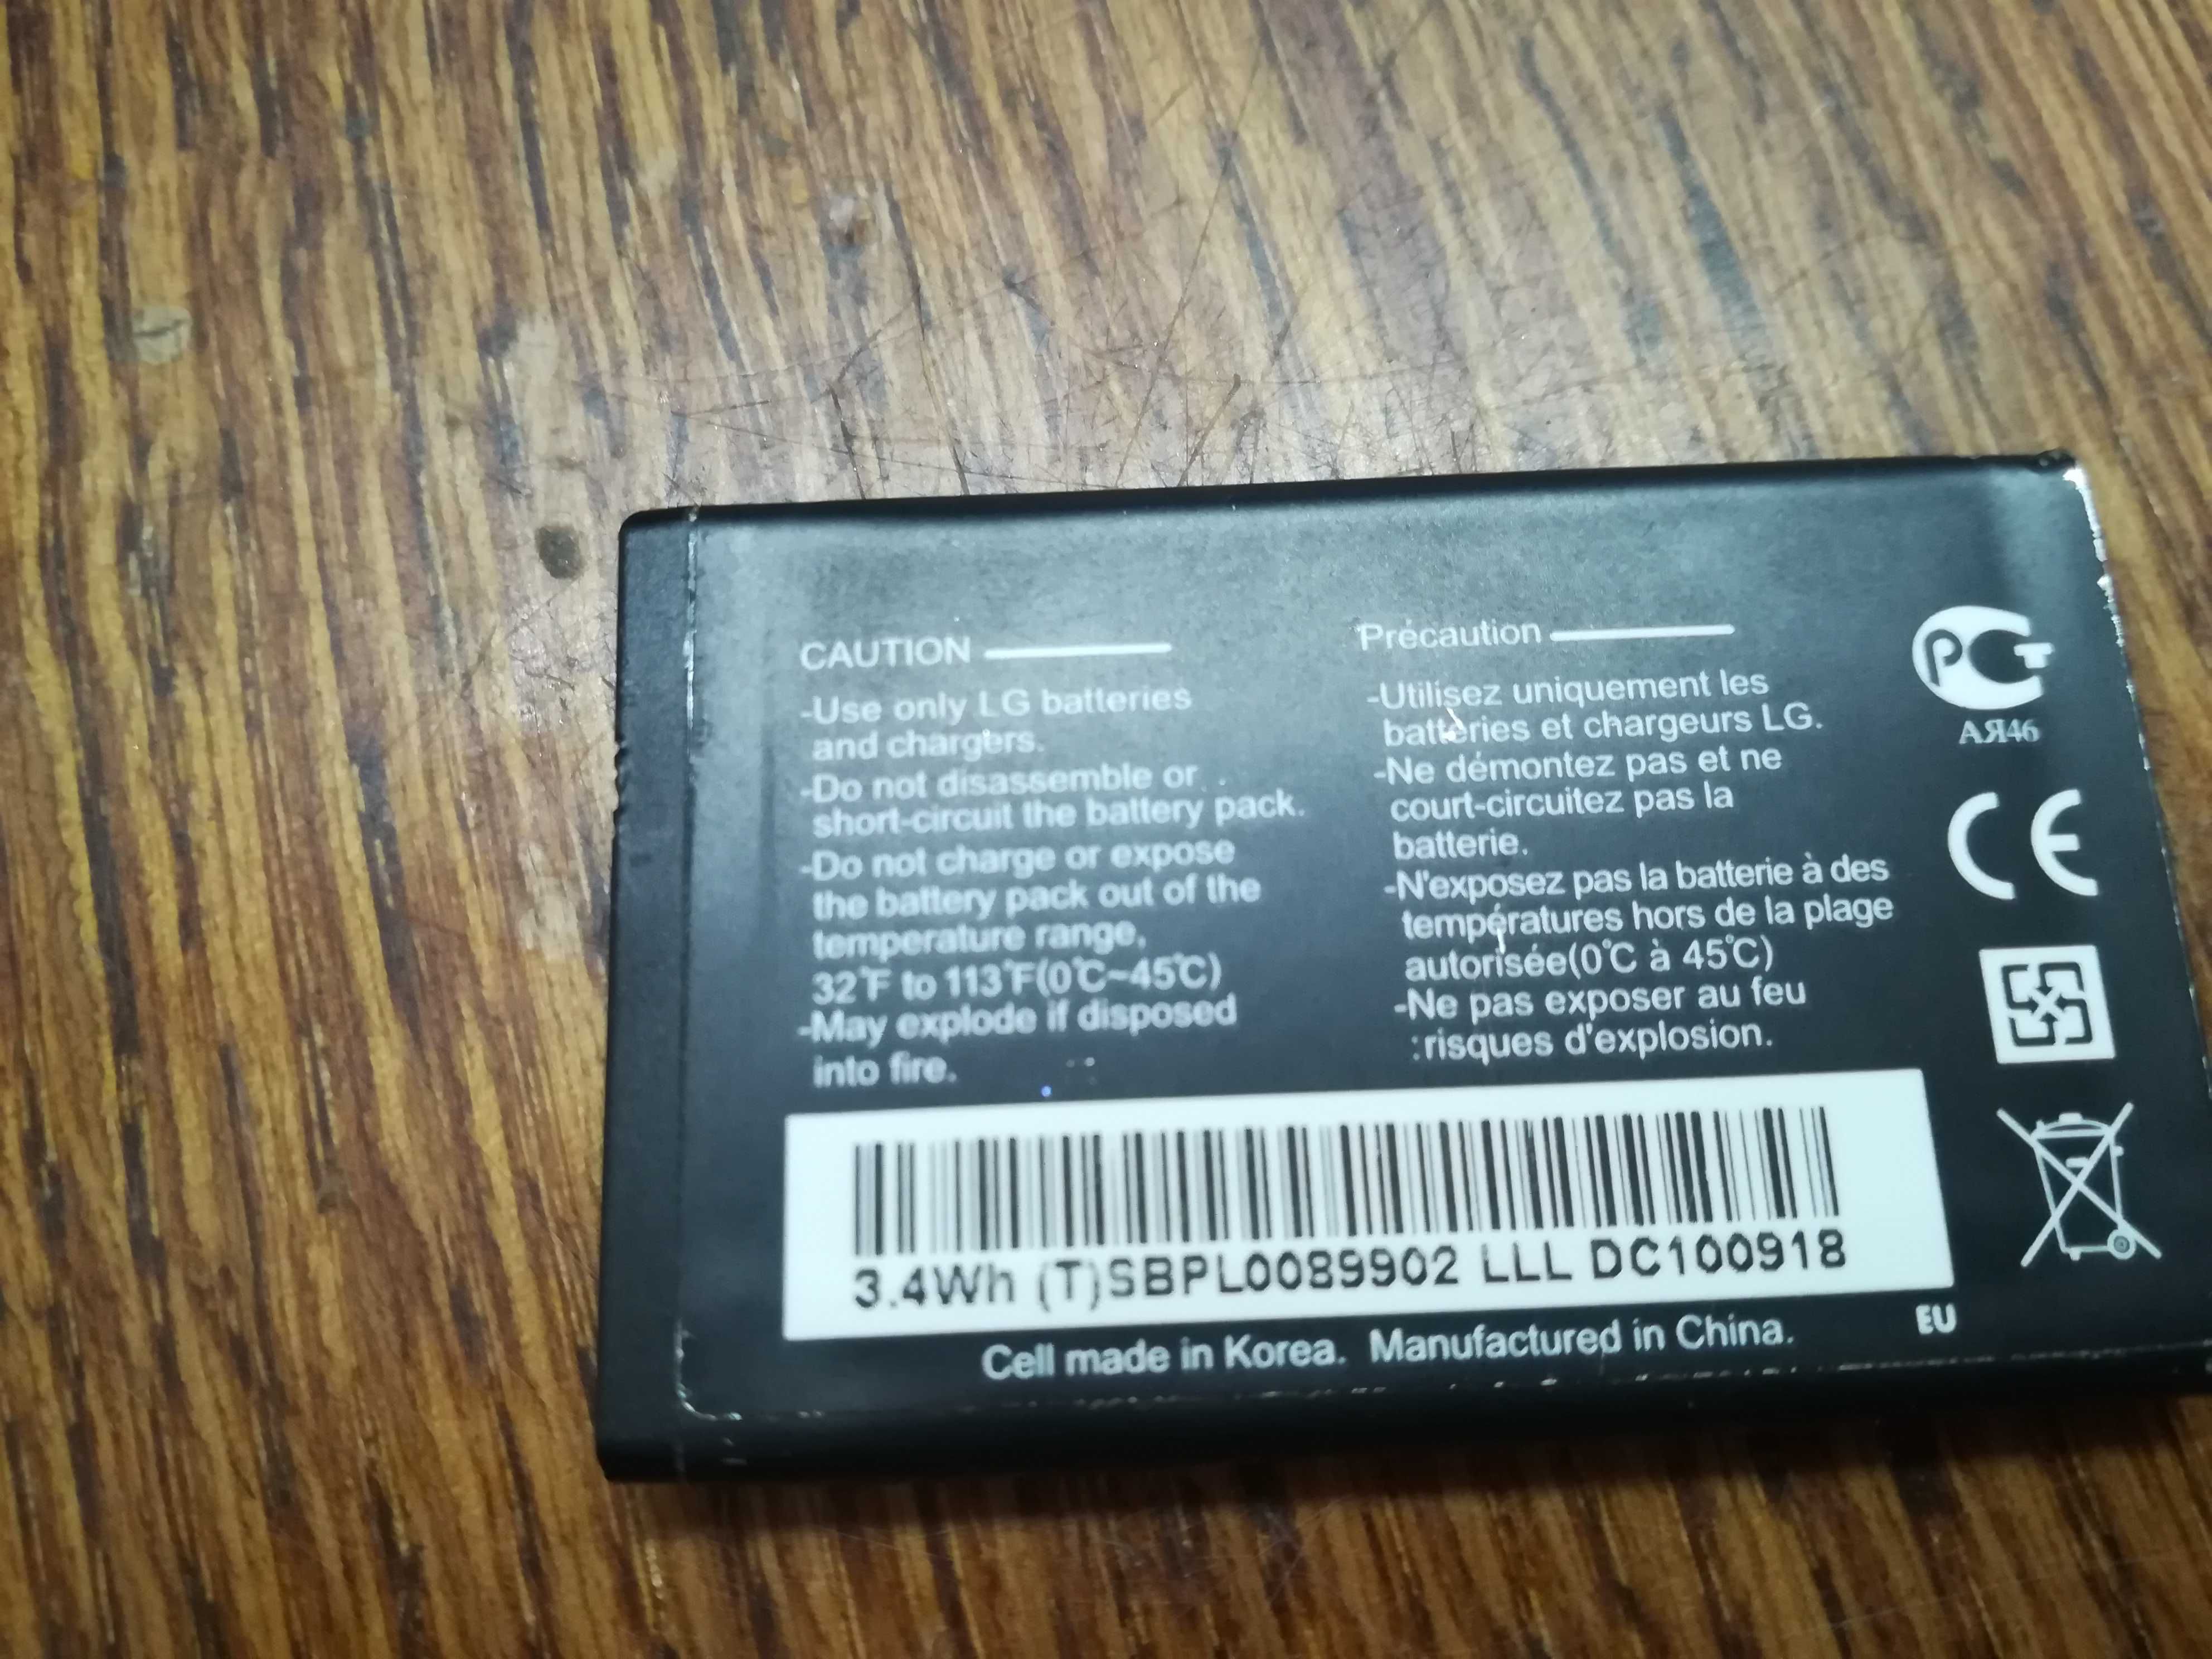 CAUTION
-Use only LG batteries
and chargers.
-Do not disassemble or
short-circuit the battery pack.
-Do not charge or expose
the battery pack out of the
temperature range,
32°F to 113°F(0°C~45°C)
-May explode if disposed
into fire.
Précaution
-Utilisez uniquement les
batteries et chargeurs LG.
-Ne démontez pas et ne
court-circuitez pas la
batterie.
-N'exposez pas la batterie à des
températures hors de la plage
autorisée(0°C à 45°C)
-Ne pas exposer au feu
:risques d'explosion.
РСТ
АЯ46
CE
3.4Wh (T)SBPL0089902 LLL DC100918
Cell made in Korea. Manufactured in China.
EU